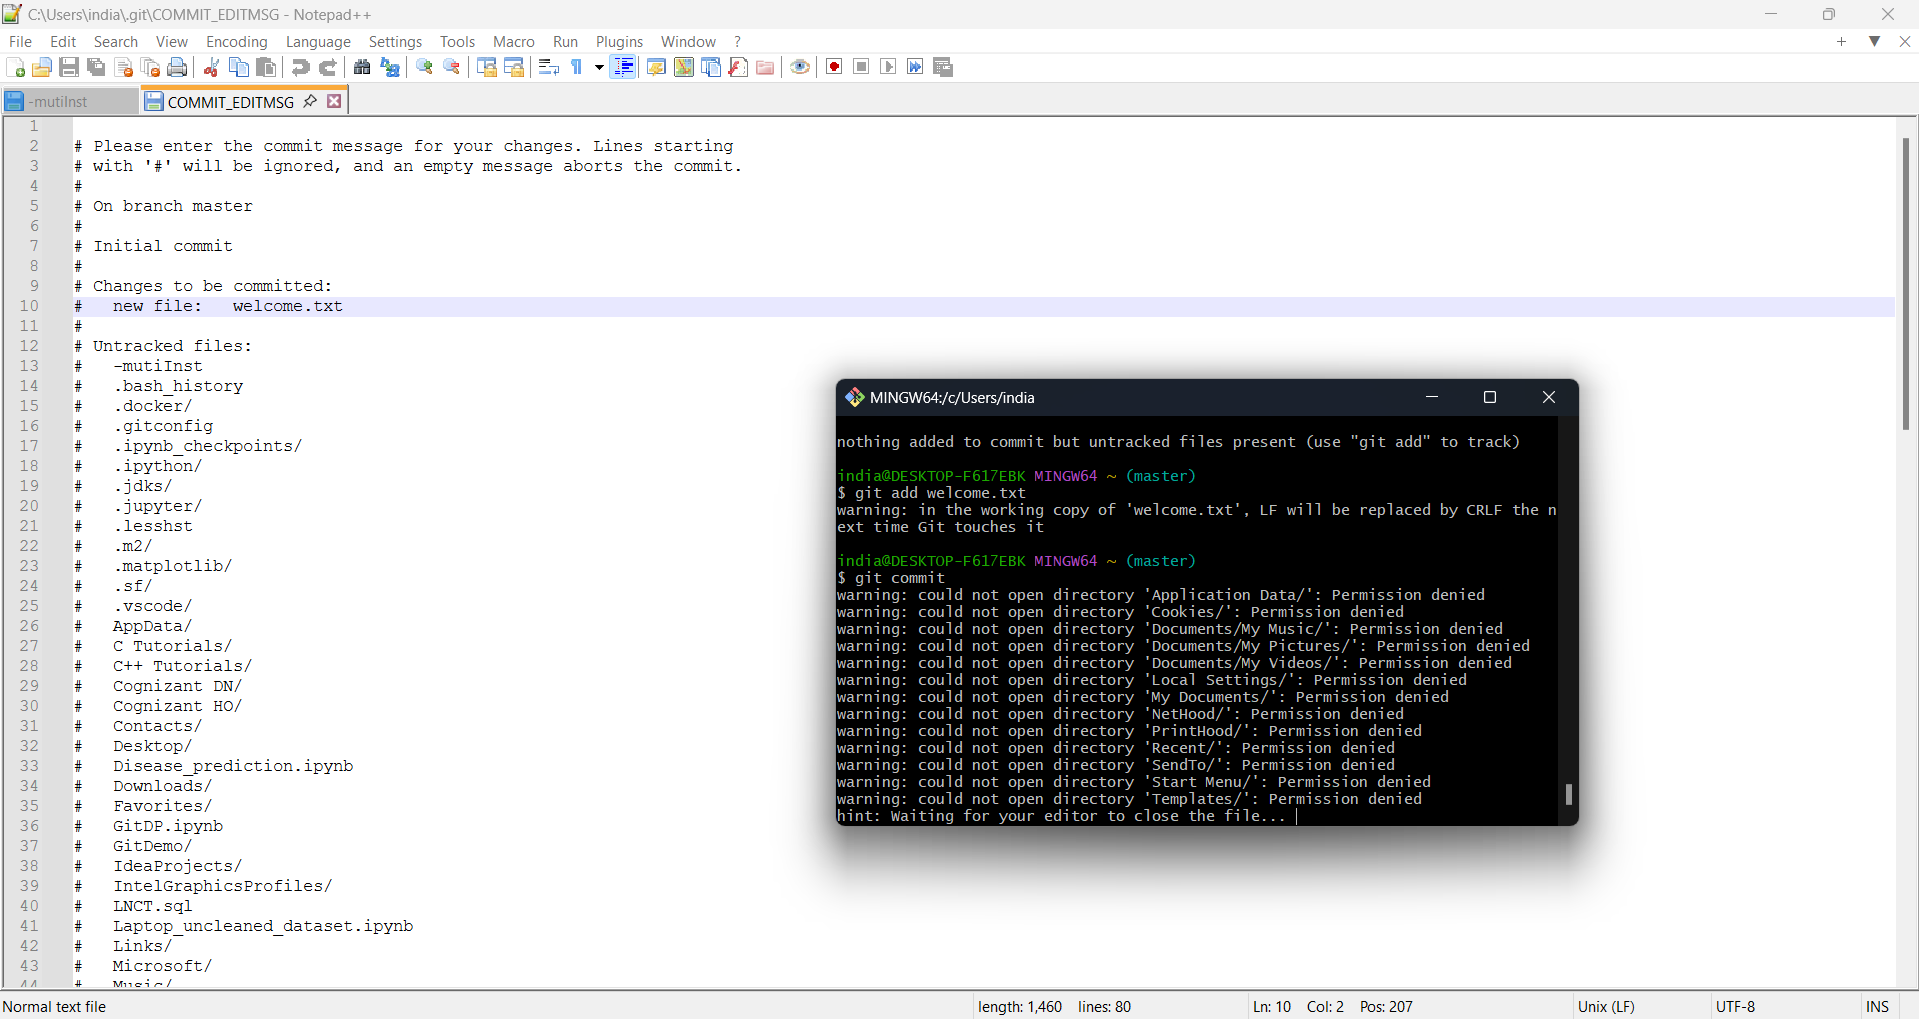 C:\Users\india\.git\COMMIT_EDITMSG - Notepad++
File Edit Search View Encoding Language Settings Tools Macro Run Plugins Window ?
-mutiInst COMMIT_EDITMSG
1
2 # Please enter the commit message for your changes. Lines starting
3 # with '#' will be ignored, and an empty message aborts the commit.
4 #
5 # On branch master
6 #
7 # Initial commit
8 #
9 # Changes to be committed:
10 # new file: welcome.txt
11 #
12 # Untracked files:
13 # -mutiInst
14 # .bash_history
15 # .docker/
16 # .gitconfig
17 # .ipynb_checkpoints/
18 # .ipython/
19 # .jdks/
20 # .jupyter/
21 # .lesshst
22 # .m2/
23 # .matplotlib/
24 # .sf/
25 # .vscode/
26 # AppData/
27 # C Tutorials/
28 # C++ Tutorials/
29 # Cognizant DN/
30 # Cognizant HO/
31 # Contacts/
32 # Desktop/
33 # Disease_prediction.ipynb
34 # Downloads/
35 # Favorites/
36 # GitDP.ipynb
37 # GitDemo/
38 # IdeaProjects/
39 # IntelGraphicsProfiles/
40 # LNCT.sql
41 # Laptop_uncleaned_dataset.ipynb
42 # Links/
43 # Microsoft/
44 # Music/
MINGW64:/c/Users/india
nothing added to commit but untracked files present (use "git add" to track)
india@DESKTOP-F617EBK MINGW64 ~ (master)
$ git add welcome.txt
warning: in the working copy of 'welcome.txt', LF will be replaced by CRLF the n
ext time Git touches it
india@DESKTOP-F617EBK MINGW64 ~ (master)
$ git commit
warning: could not open directory 'Application Data/': Permission denied
warning: could not open directory 'Cookies/': Permission denied
warning: could not open directory 'Documents/My Music/': Permission denied
warning: could not open directory 'Documents/My Pictures/': Permission denied
warning: could not open directory 'Documents/My Videos/': Permission denied
warning: could not open directory 'Local Settings/': Permission denied
warning: could not open directory 'My Documents/': Permission denied
warning: could not open directory 'NetHood/': Permission denied
warning: could not open directory 'PrintHood/': Permission denied
warning: could not open directory 'Recent/': Permission denied
warning: could not open directory 'SendTo/': Permission denied
warning: could not open directory 'Start Menu/': Permission denied
warning: could not open directory 'Templates/': Permission denied
hint: Waiting for your editor to close the file...
Normal text file length: 1,460 lines: 80 Ln: 10 Col: 2 Pos: 207 Unix (LF) UTF-8 INS